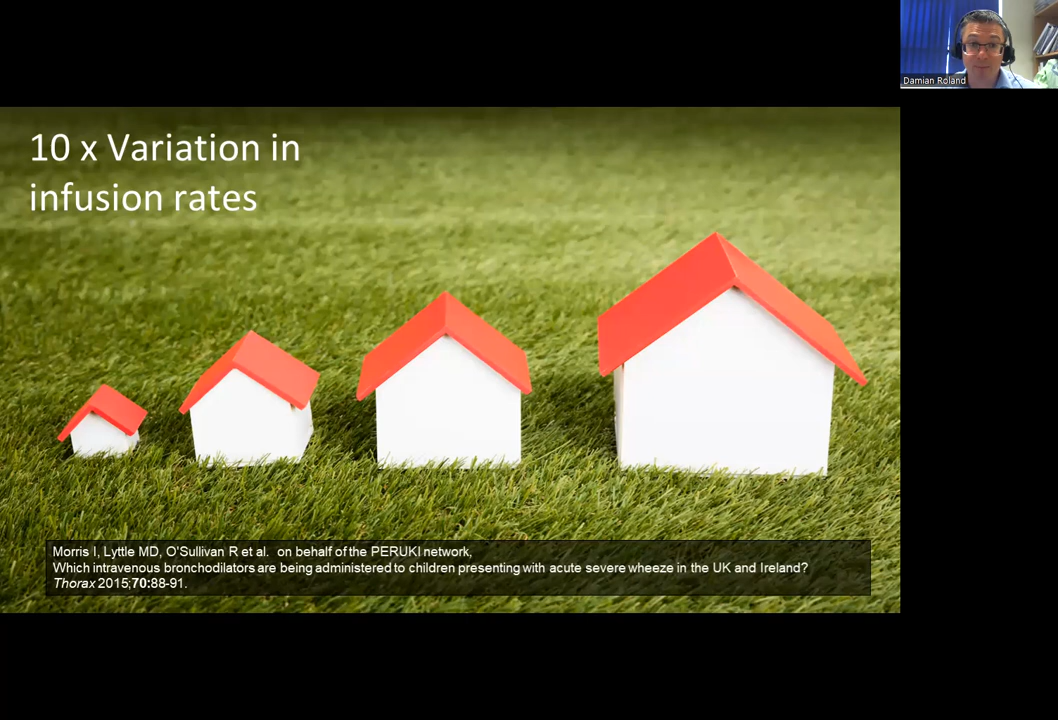 Damian Roland
10 x Variation in
infusion rates
Morris I, Lyttle MD, O'Sullivan R et al.  on behalf of the PERUKI network,
Which intravenous bronchodilators are being administered to children presenting with acute severe wheeze in the UK and Ireland?
Thorax 2015;70:88-91.